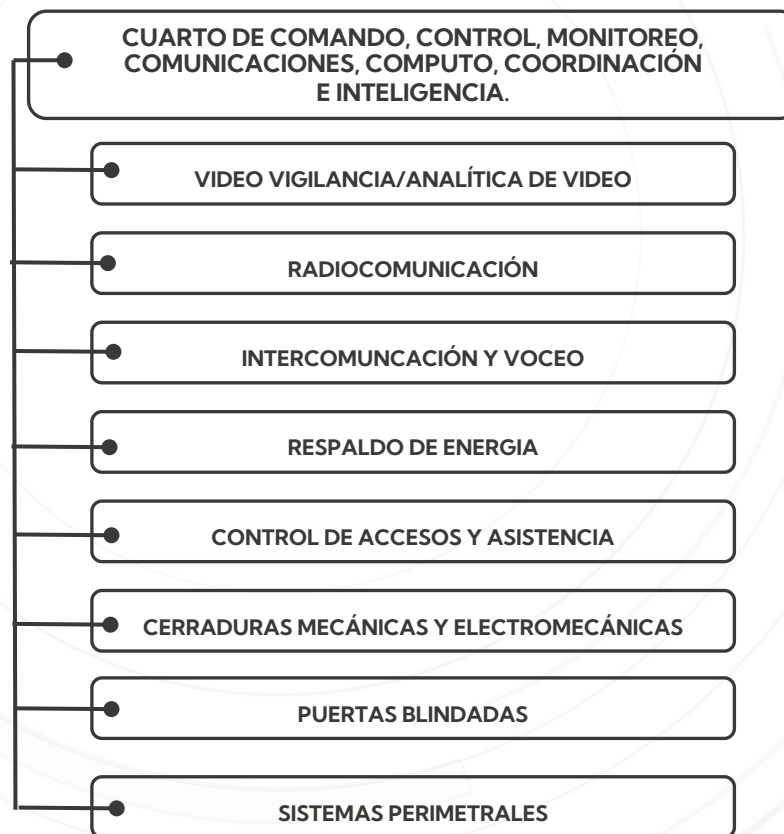 CUARTO DE COMANDO, CONTROL, MONITOREO,
COMUNICACIONES, COMPUTO, COORDINACIÓN
E INTELIGENCIA.
VIDEO VIGILANCIA/ANALÍTICA DE VIDEO
RADIOCOMUNICACIÓN
INTERCOMUNCACIÓN Y VOCEO
RESPALDO DE ENERGIA
CONTROL DE ACCESOS Y ASISTENCIA
CERRADURAS MECÁNICAS Y ELECTROMECÁNICAS
PUERTAS BLINDADAS
SISTEMAS PERIMETRALES